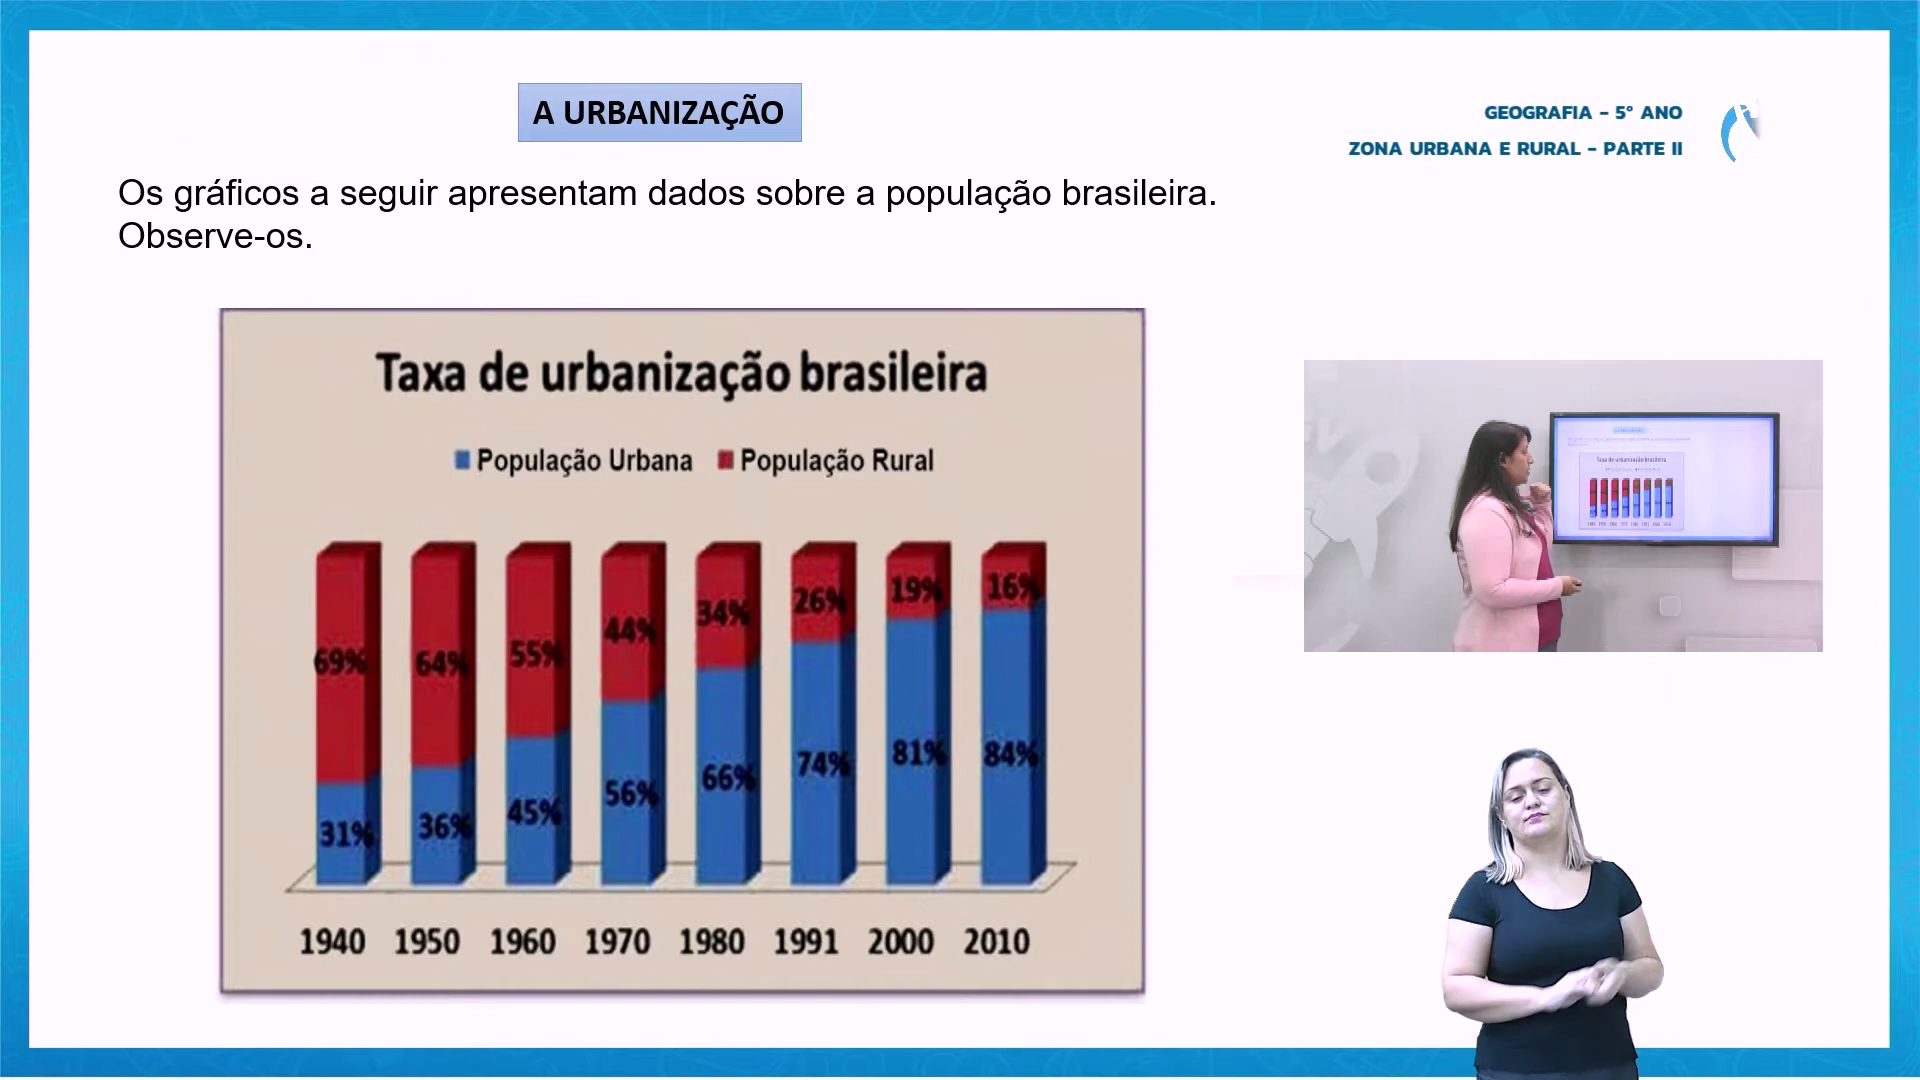 A URBANIZAÇÃO
GEOGRAFIA - 5º ANO
ZONA URBANA E RURAL - PARTE II
Os gráficos a seguir apresentam dados sobre a população brasileira.
Observe-os.
Taxa de urbanização brasileira
População Urbana População Rural
69% 64% 55% 44% 34% 26% 19% 16%
31% 36% 45% 56% 66% 74% 81% 84%
1940 1950 1960 1970 1980 1991 2000 2010